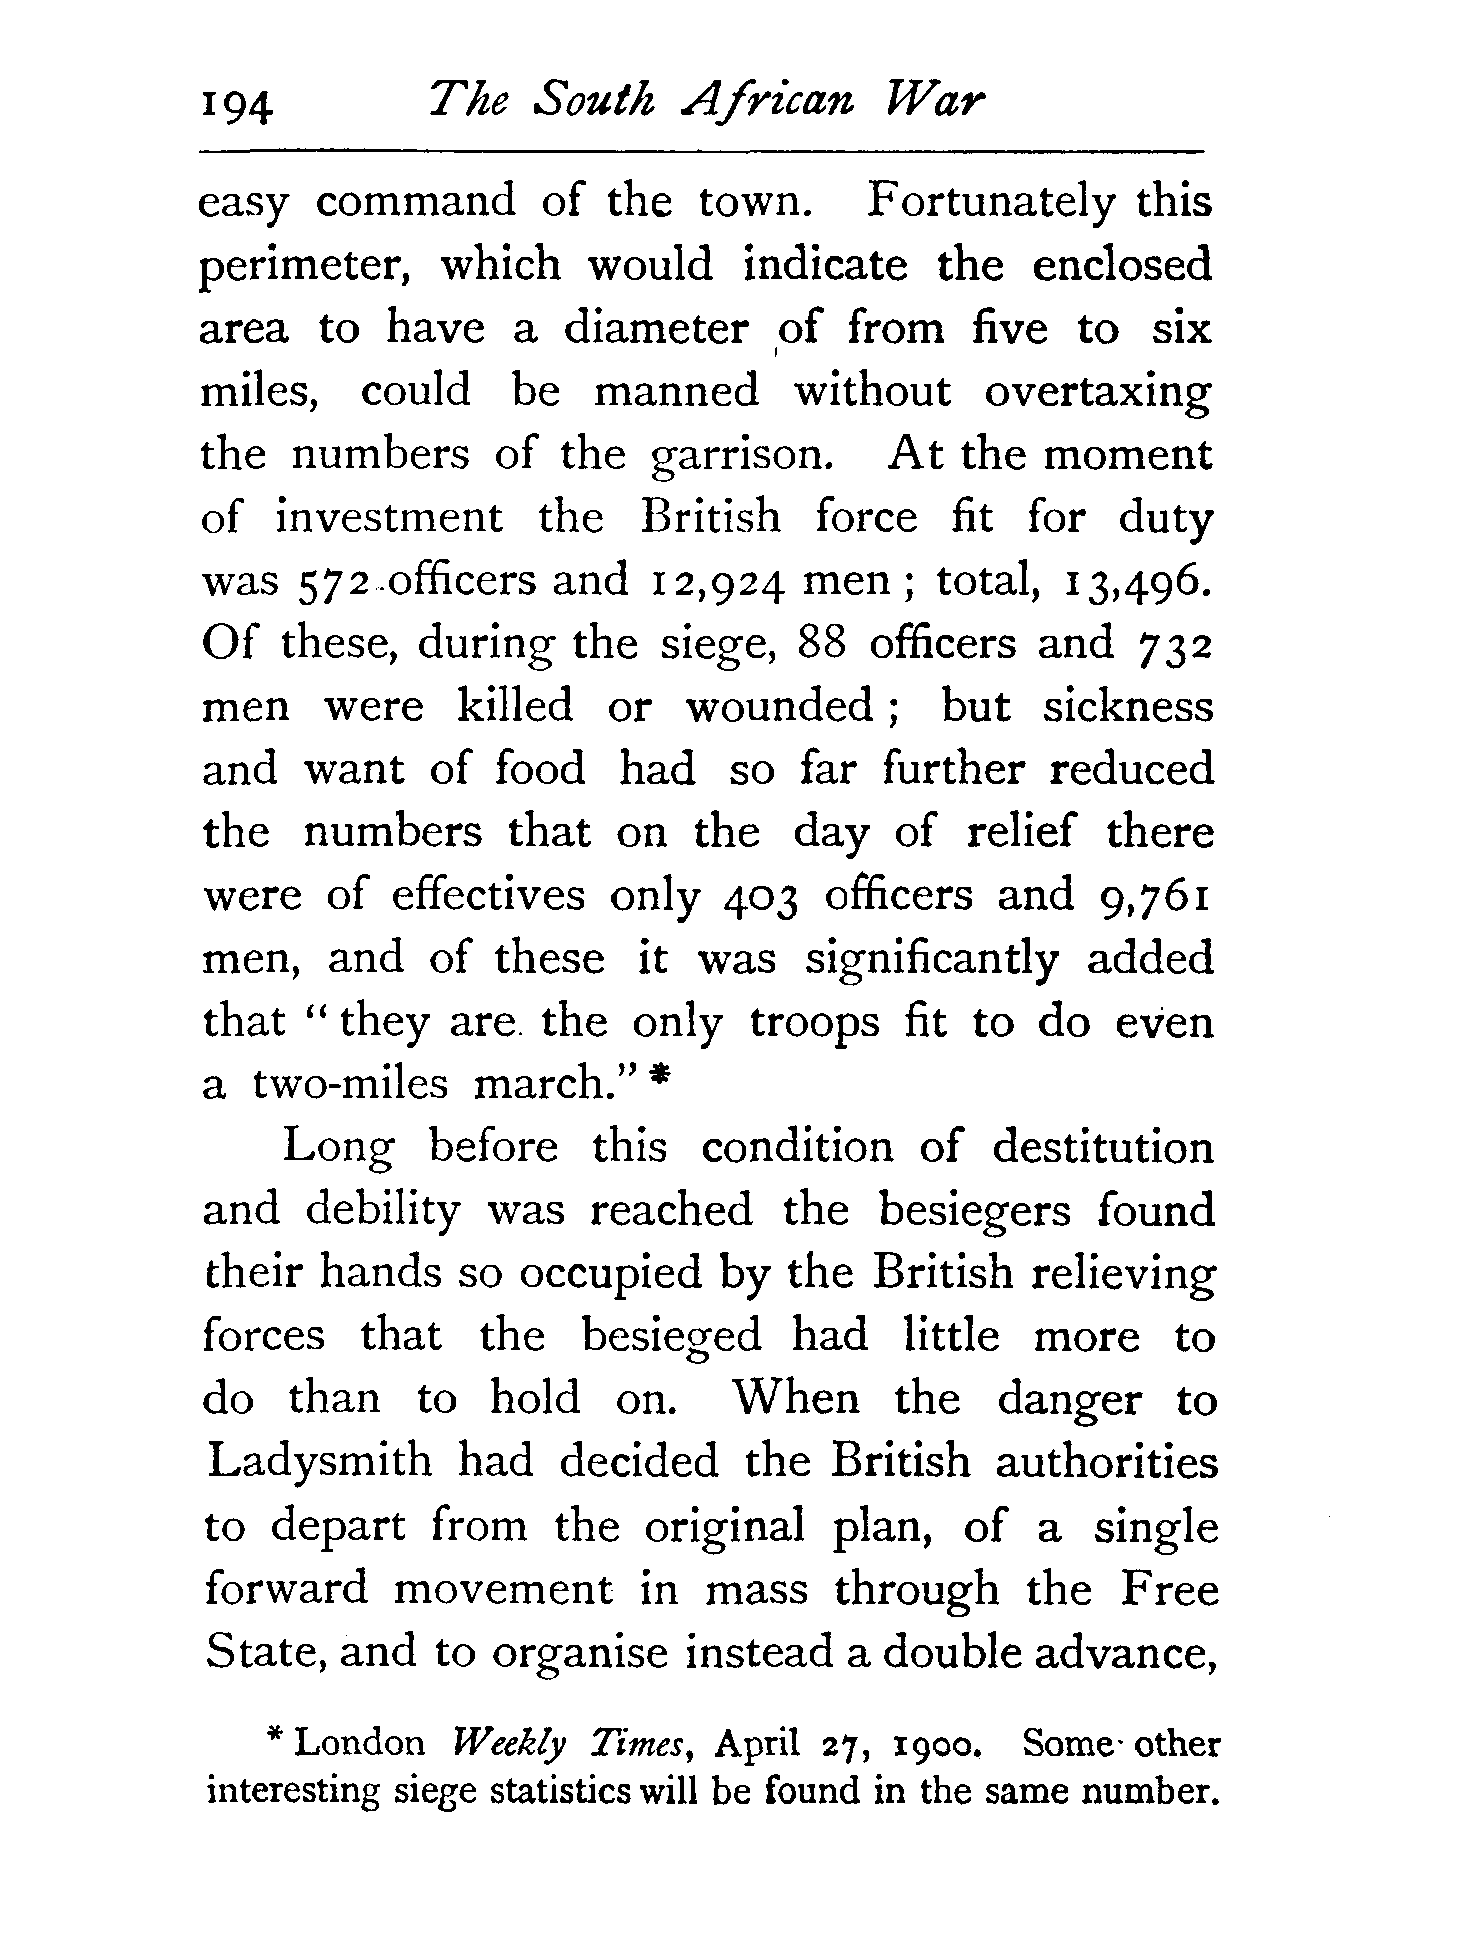 194 The South African War
easy command of the town. Fortunately this
perimeter, which would indicate the enclosed
area to have a diameter of from five to six
miles, could be manned without overtaxing
the numbers of the garrison. At the moment
of investment the British force fit for duty
was 572 officers and 12,924 men ; total, 13,496.
Of these, during the siege, 88 officers and 732
men were killed or wounded ; but sickness
and want of food had so far further reduced
the numbers that on the day of relief there
were of effectives only 403 officers and 9,761
men, and of these it was significantly added
that “ they are the only troops fit to do even
a two-miles march.” *
Long before this condition of destitution
and debility was reached the besiegers found
their hands so occupied by the British relieving
forces that the besieged had little more to
do than to hold on. When the danger to
Ladysmith had decided the British authorities
to depart from the original plan, of a single
forward movement in mass through the Free
State, and to organise instead a double advance,
* London Weekly Times, April 27, 1900. Some other
interesting siege statistics will be found in the same number.